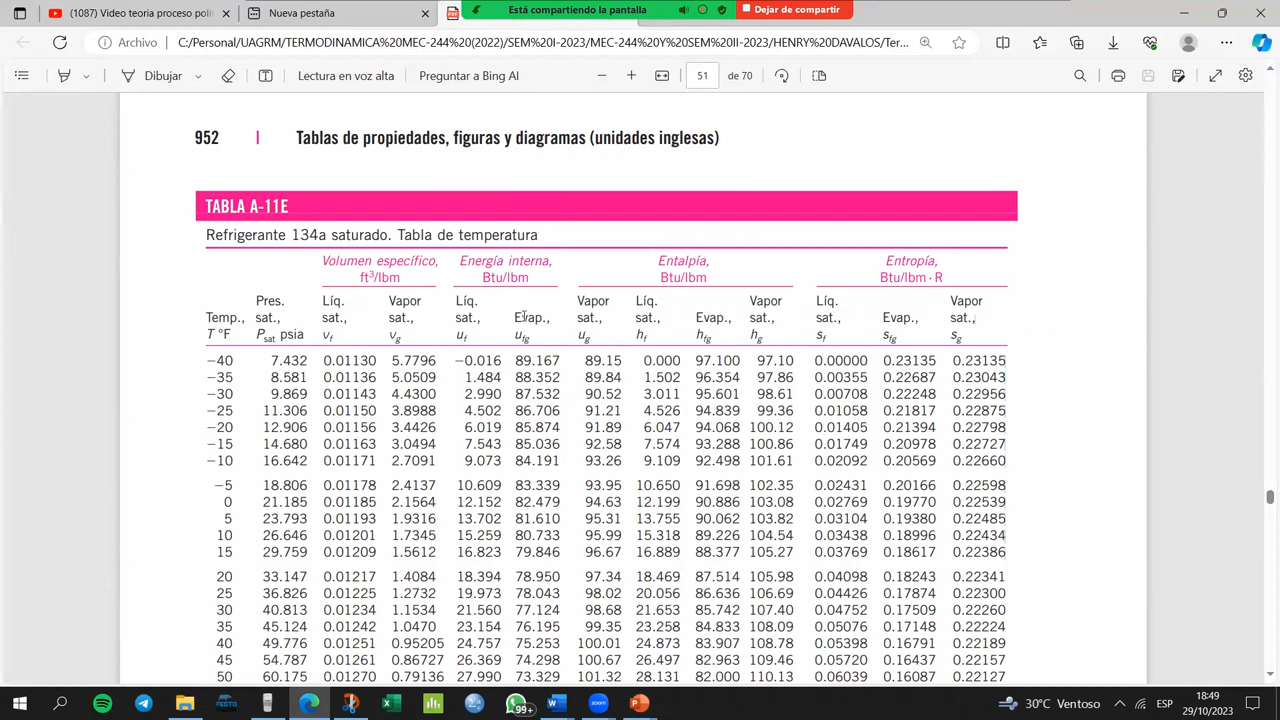 (1087) Video teoria proceso poli
Nueva pestaña
Está compartiendo la pantalla
Dejar de compartir
Archivo
C:/Personal/UAGRM/TERMODINAMICA%20MEC-244%20(2022)/SEM%20I-2023/MEC-244%20Y%20SEM%20II-2023/HENRY%20DAVALOS/Ter...
Dibujar
Lectura en voz alta
Preguntar a Bing AI
51 de 70
952 | Tablas de propiedades, figuras y diagramas (unidades inglesas)
TABLA A-11E
Refrigerante 134a saturado. Tabla de temperatura
Volumen específico, Energía interna, Entalpía, Entropía,
ft³/lbm Btu/lbm Btu/lbm Btu/lbm · R
Pres. Líq. Vapor Líq. Vapor Líq. Vapor Líq. Vapor
Temp., sat., sat., sat., sat., Evap., sat., sat., Evap., sat., sat., Evap., sat.,
T °F Psat psia vf vg uf ufg ug hf hfg hg sf sfg sg
−40 7.432 0.01130 5.7796 −0.016 89.167 89.15 0.000 97.100 97.10 0.00000 0.23135 0.23135
−35 8.581 0.01136 5.0509 1.484 88.352 89.84 1.502 96.354 97.86 0.00355 0.22687 0.23043
−30 9.869 0.01143 4.4300 2.990 87.532 90.52 3.011 95.601 98.61 0.00708 0.22248 0.22956
−25 11.306 0.01150 3.8988 4.502 86.706 91.21 4.526 94.839 99.36 0.01058 0.21817 0.22875
−20 12.906 0.01156 3.4426 6.019 85.874 91.89 6.047 94.068 100.12 0.01405 0.21394 0.22798
−15 14.680 0.01163 3.0494 7.543 85.036 92.58 7.574 93.288 100.86 0.01749 0.20978 0.22727
−10 16.642 0.01171 2.7091 9.073 84.191 93.26 9.109 92.498 101.61 0.02092 0.20569 0.22660
−5 18.806 0.01178 2.4137 10.609 83.339 93.95 10.650 91.698 102.35 0.02431 0.20166 0.22598
0 21.185 0.01185 2.1564 12.152 82.479 94.63 12.199 90.886 103.08 0.02769 0.19770 0.22539
5 23.793 0.01193 1.9316 13.702 81.610 95.31 13.755 90.062 103.82 0.03104 0.19380 0.22485
10 26.646 0.01201 1.7345 15.259 80.733 95.99 15.318 89.226 104.54 0.03438 0.18996 0.22434
15 29.759 0.01209 1.5612 16.823 79.846 96.67 16.889 88.377 105.27 0.03769 0.18617 0.22386
20 33.147 0.01217 1.4084 18.394 78.950 97.34 18.469 87.514 105.98 0.04098 0.18243 0.22341
25 36.826 0.01225 1.2732 19.973 78.043 98.02 20.056 86.636 106.69 0.04426 0.17874 0.22300
30 40.813 0.01234 1.1534 21.560 77.124 98.68 21.653 85.742 107.40 0.04752 0.17509 0.22260
35 45.124 0.01242 1.0470 23.154 76.195 99.35 23.258 84.833 108.09 0.05076 0.17148 0.22224
40 49.776 0.01251 0.95205 24.757 75.253 100.01 24.873 83.907 108.78 0.05398 0.16791 0.22189
45 54.787 0.01261 0.86727 26.369 74.298 100.67 26.497 82.963 109.46 0.05720 0.16437 0.22157
50 60.175 0.01270 0.79136 27.990 73.329 101.32 28.131 82.000 110.13 0.06039 0.16087 0.22127
FESTO
99+
30°C Ventoso
ESP
18:49
29/10/2023